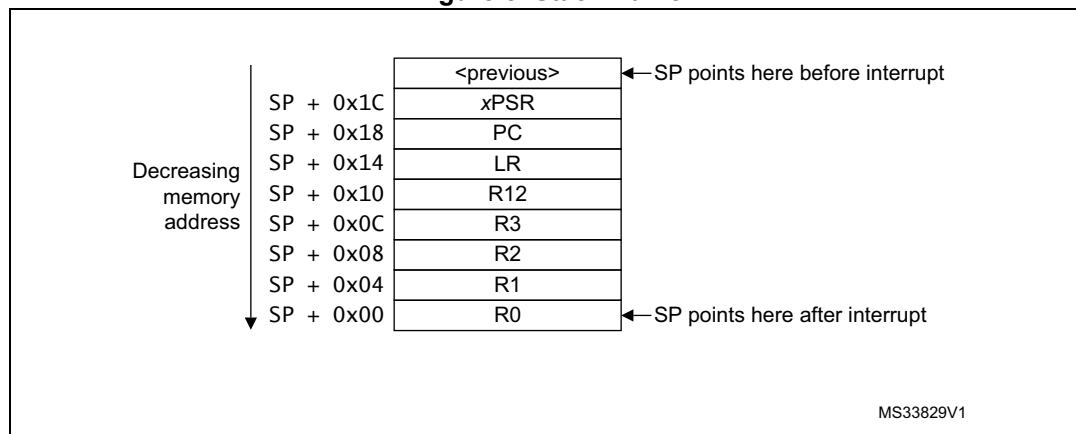 <previous>
SP points here before interrupt
SP + 0x1C
xPSR
SP + 0x18
PC
SP + 0x14
LR
SP + 0x10
R12
SP + 0x0C
R3
SP + 0x08
R2
SP + 0x04
R1
SP + 0x00
R0
SP points here after interrupt
Decreasing
memory
address
MS33829V1